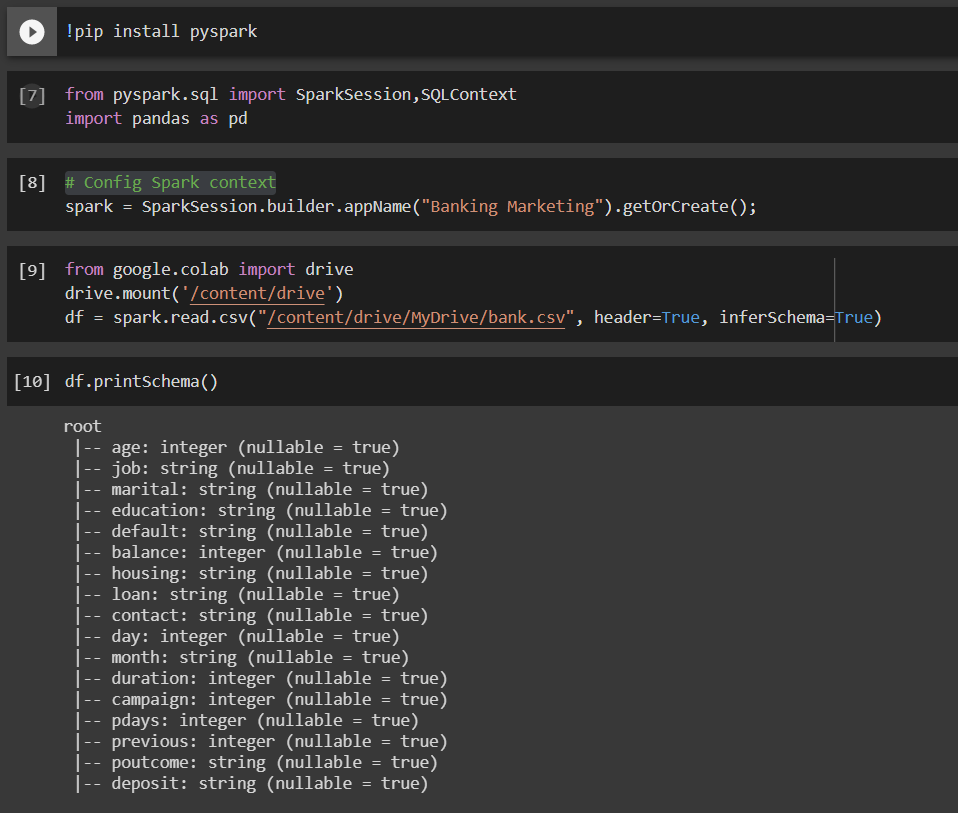 !pip install pyspark
[7] from pyspark.sql import SparkSession,SQLContext
import pandas as pd
[8] # Config Spark context
spark = SparkSession.builder.appName("Banking Marketing").getOrCreate();
[9] from google.colab import drive
drive.mount('/content/drive')
df = spark.read.csv("/content/drive/MyDrive/bank.csv", header=True, inferSchema=True)
[10] df.printSchema()
root
 |-- age: integer (nullable = true)
 |-- job: string (nullable = true)
 |-- marital: string (nullable = true)
 |-- education: string (nullable = true)
 |-- default: string (nullable = true)
 |-- balance: integer (nullable = true)
 |-- housing: string (nullable = true)
 |-- loan: string (nullable = true)
 |-- contact: string (nullable = true)
 |-- day: integer (nullable = true)
 |-- month: string (nullable = true)
 |-- duration: integer (nullable = true)
 |-- campaign: integer (nullable = true)
 |-- pdays: integer (nullable = true)
 |-- previous: integer (nullable = true)
 |-- poutcome: string (nullable = true)
 |-- deposit: string (nullable = true)